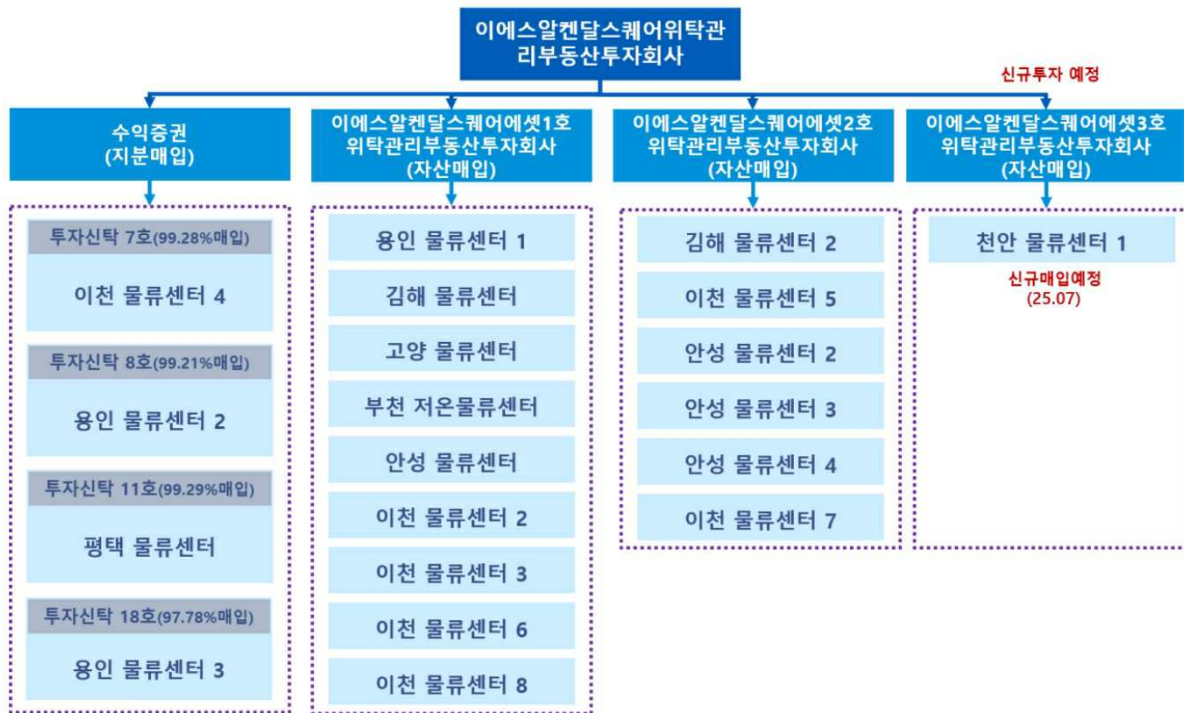 이에스알켄달스퀘어위탁관
리부동산투자회사
신규투자 예정
수익증권
(지분매입)
이에스알켄달스퀘어에셋1호
위탁관리부동산투자회사
(자산매입)
이에스알켄달스퀘어에셋2호
위탁관리부동산투자회사
(자산매입)
이에스알켄달스퀘어에셋3호
위탁관리부동산투자회사
(자산매입)
투자신탁 7호(99.28%매입)
이천 물류센터 4
투자신탁 8호(99.21%매입)
용인 물류센터 2
투자신탁 11호(99.29%매입)
평택 물류센터
투자신탁 18호(97.78%매입)
용인 물류센터 3
용인 물류센터 1
김해 물류센터
고양 물류센터
부천 저온물류센터
안성 물류센터
이천 물류센터 2
이천 물류센터 3
이천 물류센터 6
이천 물류센터 8
김해 물류센터 2
이천 물류센터 5
안성 물류센터 2
안성 물류센터 3
안성 물류센터 4
이천 물류센터 7
천안 물류센터 1
신규매입예정
(25.07)